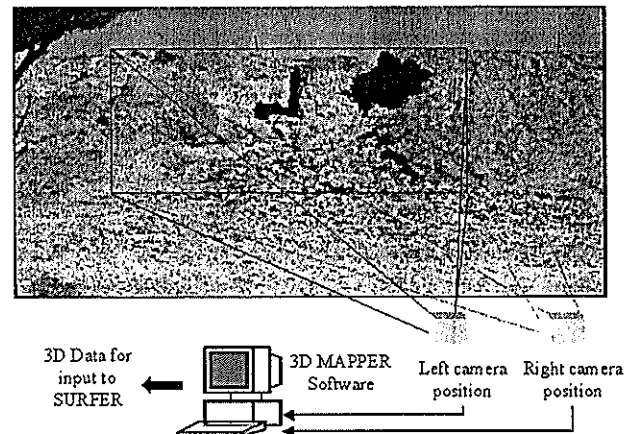 3D Data for
input to
SURFER
3D MAPPER
Software
Left camera
position
Right camera
position